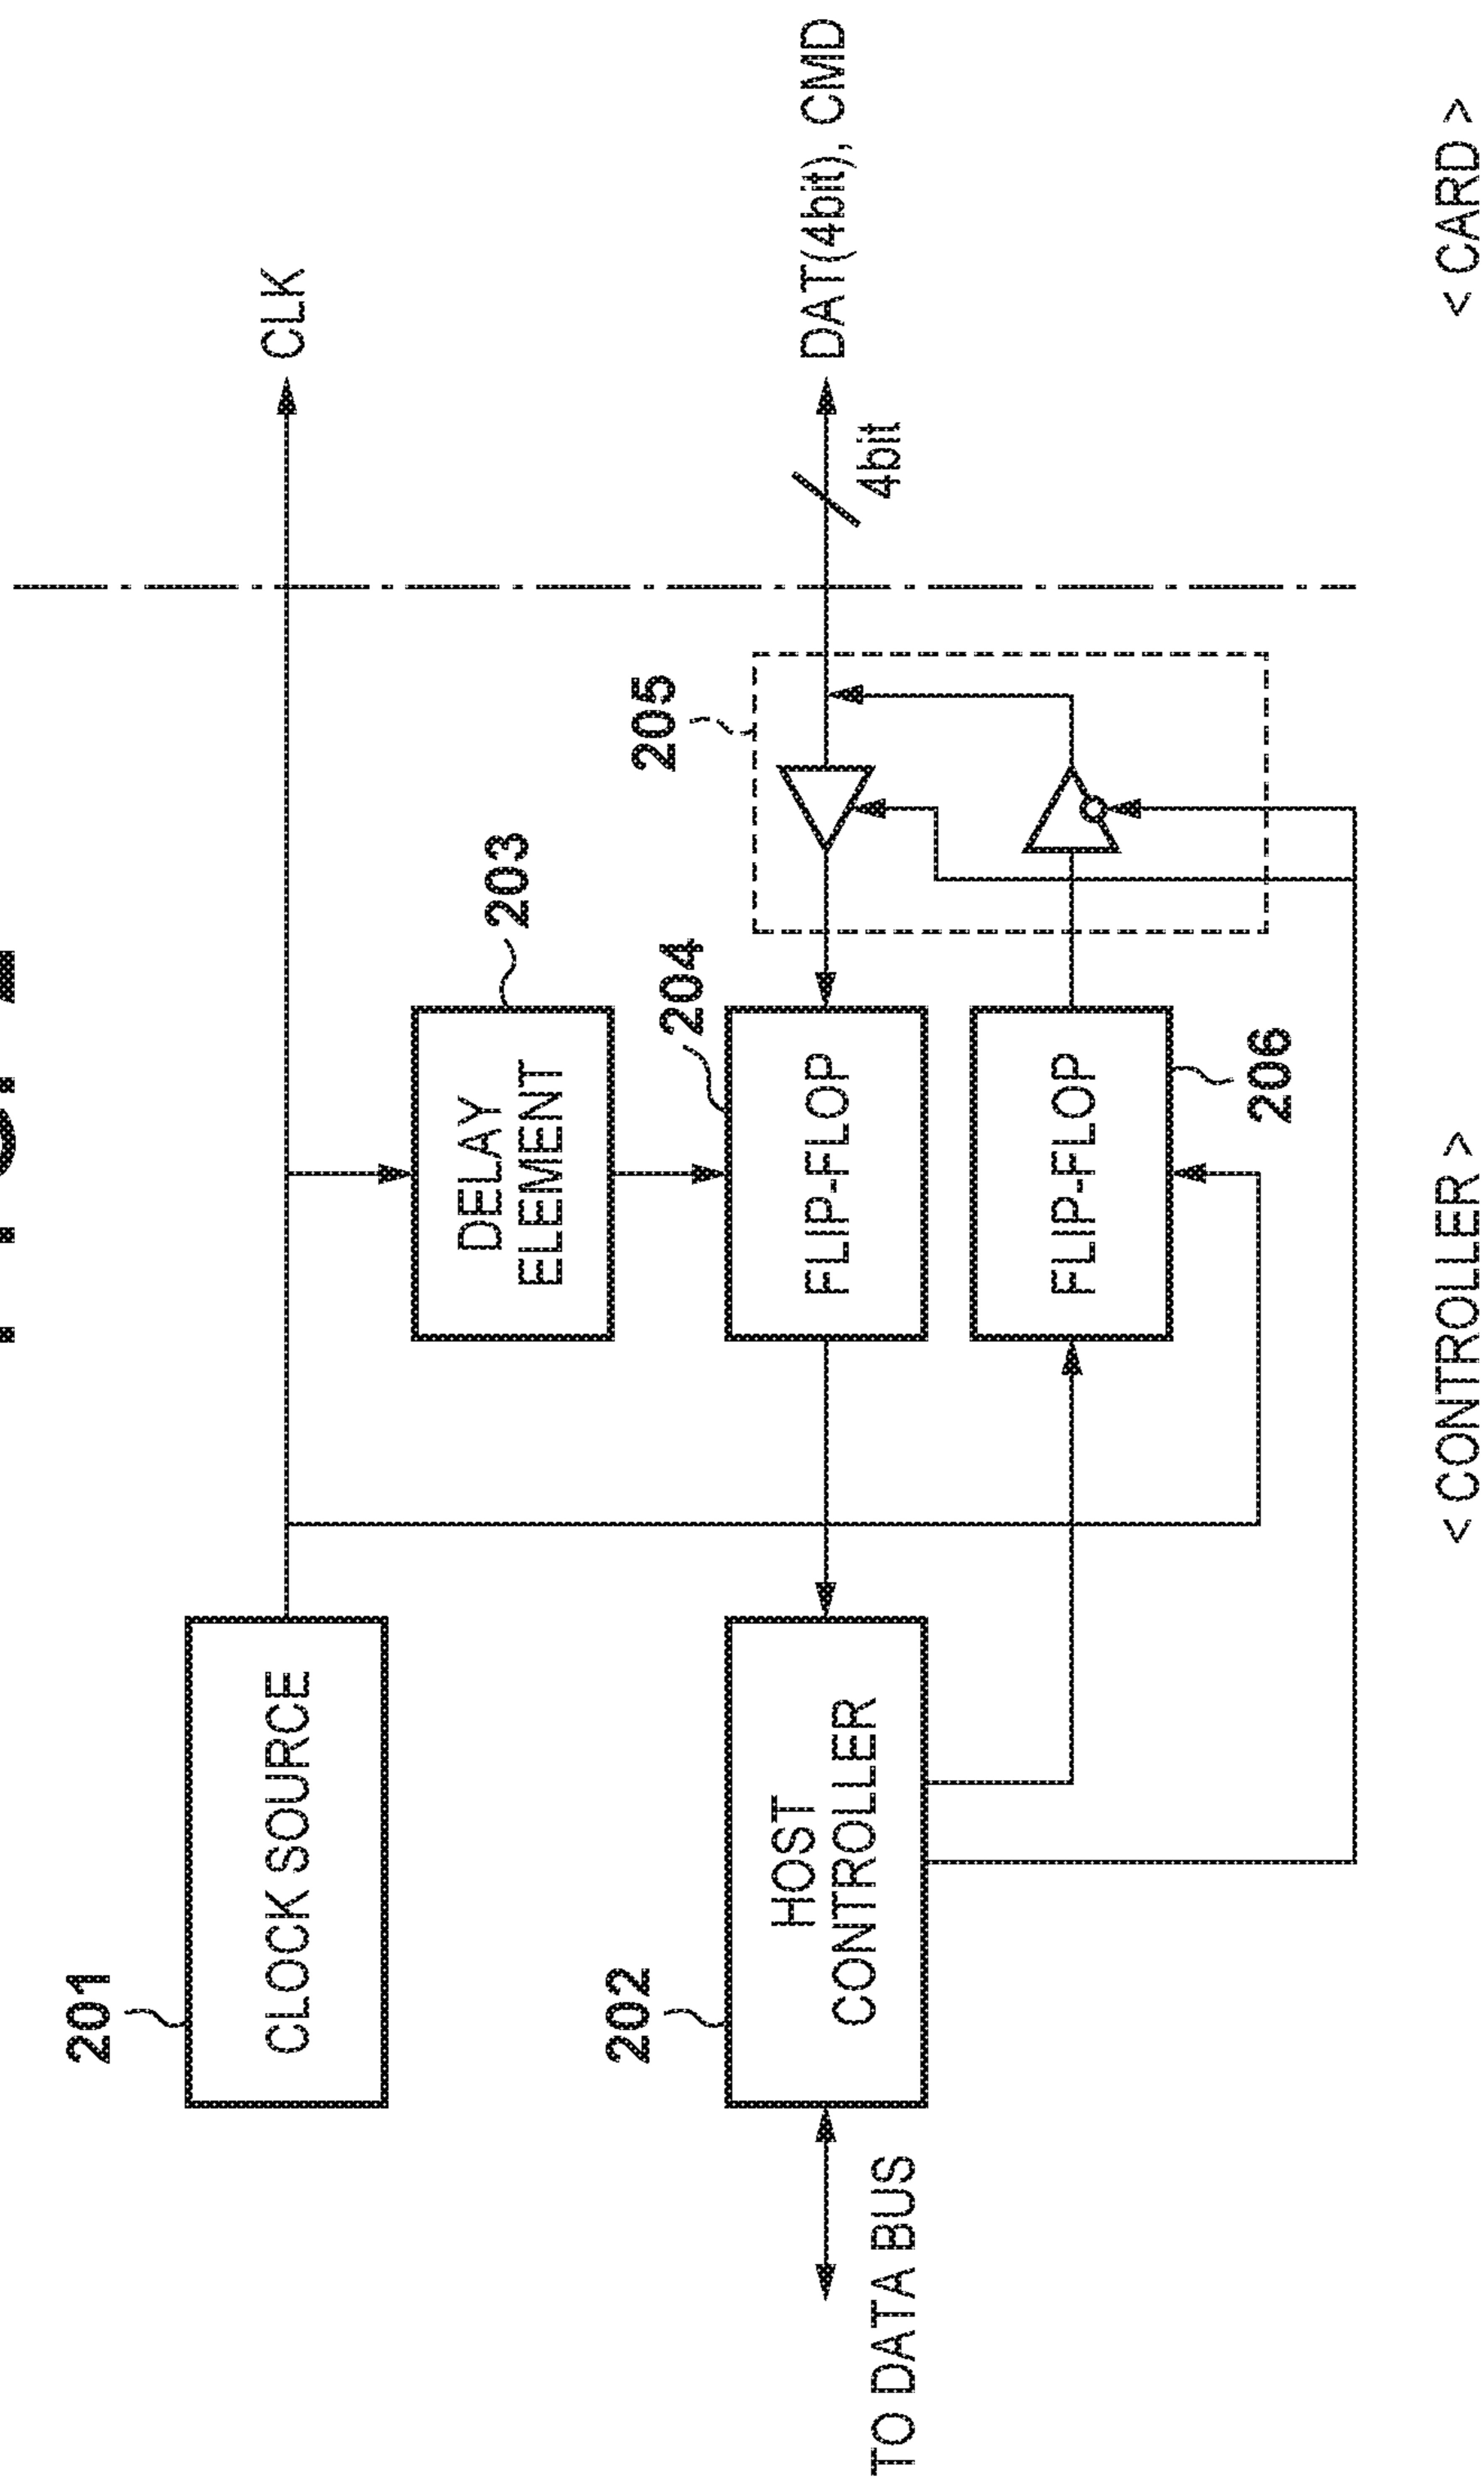 201
CLOCK SOURCE
CLK
203
DELAY
ELEMENT
202
HOST
CONTROLLER
TO DATA BUS
204
FLIP-FLOP
205
DAT(4bit), CMD
4bit
FLIP-FLOP
206
< CONTROLLER >
< CARD >